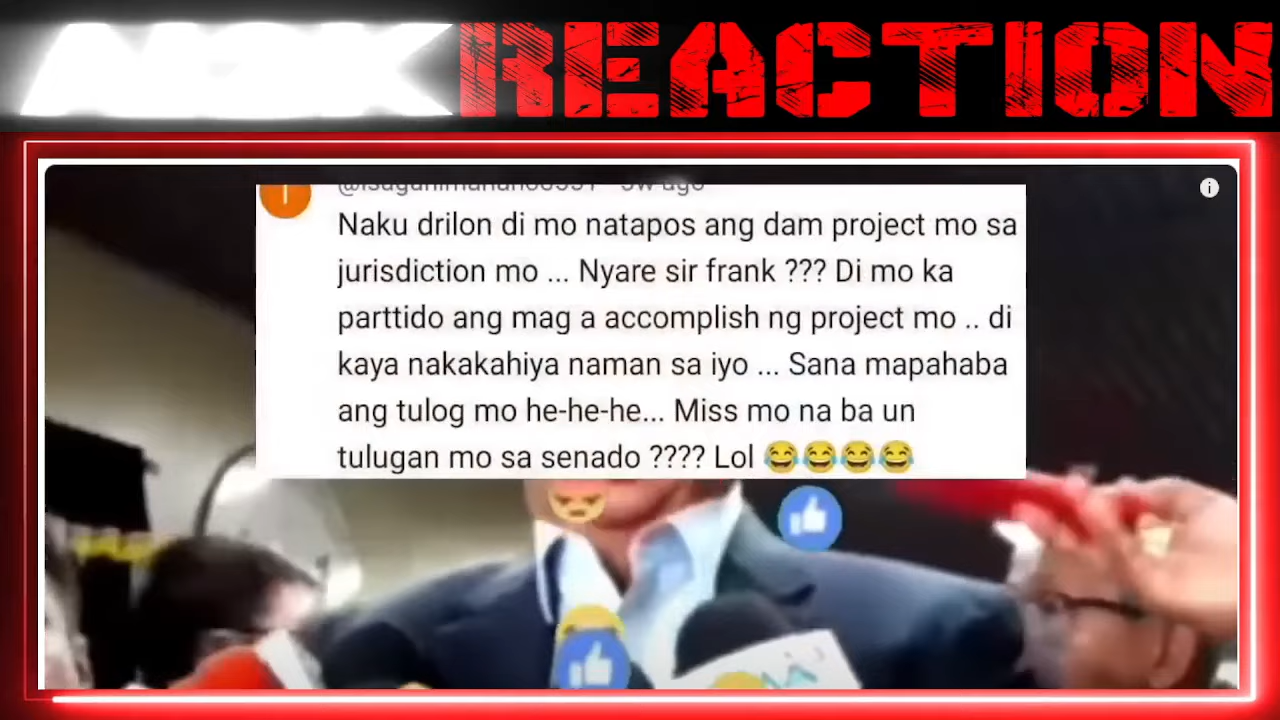 REACTION
Naku drilon di mo natapos ang dam project mo sa
jurisdiction mo ... Nyare sir frank ??? Di mo ka
parttido ang mag a accomplish ng project mo .. di
kaya nakakahiya naman sa iyo ... Sana mapahaba
ang tulog mo he-he-he... Miss mo na ba un
tulugan mo sa senado ???? Lol 😂😂😂😂